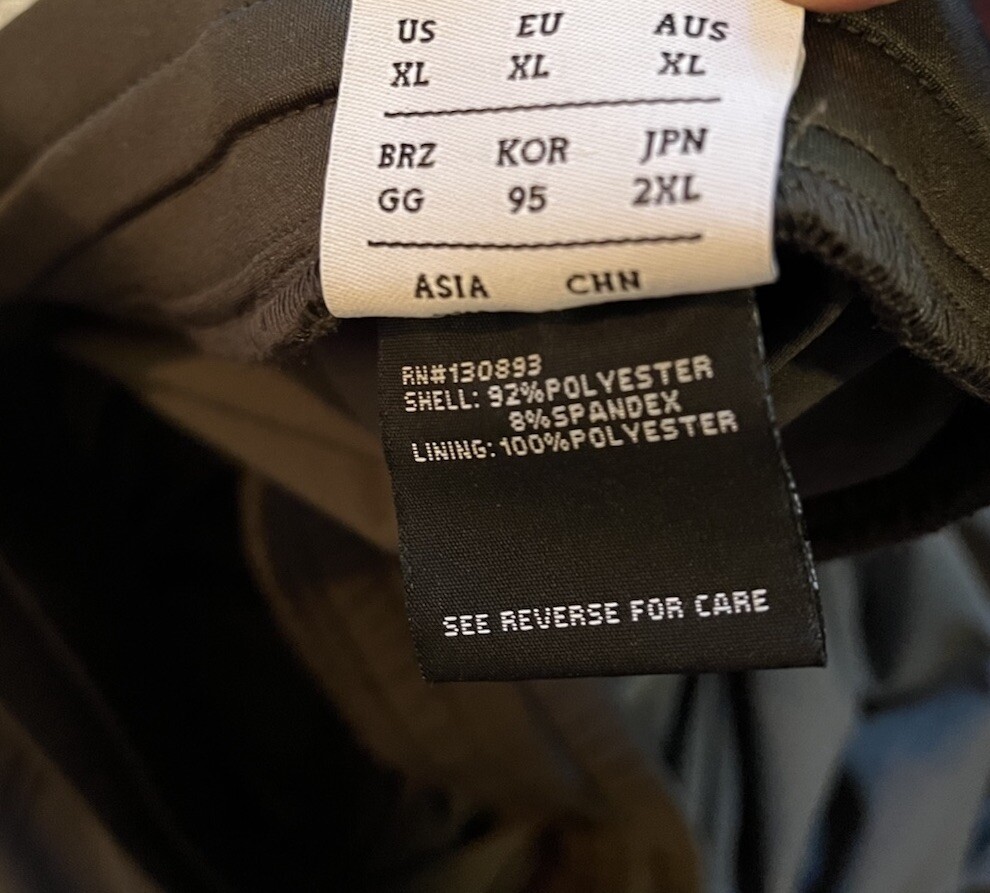 US EU AUS
XL XL XL
BRZ KOR JPN
GG 95 2XL
ASIA CHN
RN#130893
SHELL: 92%POLYESTER
8%SPANDEX
LINING: 100%POLYESTER
SEE REVERSE FOR CARE